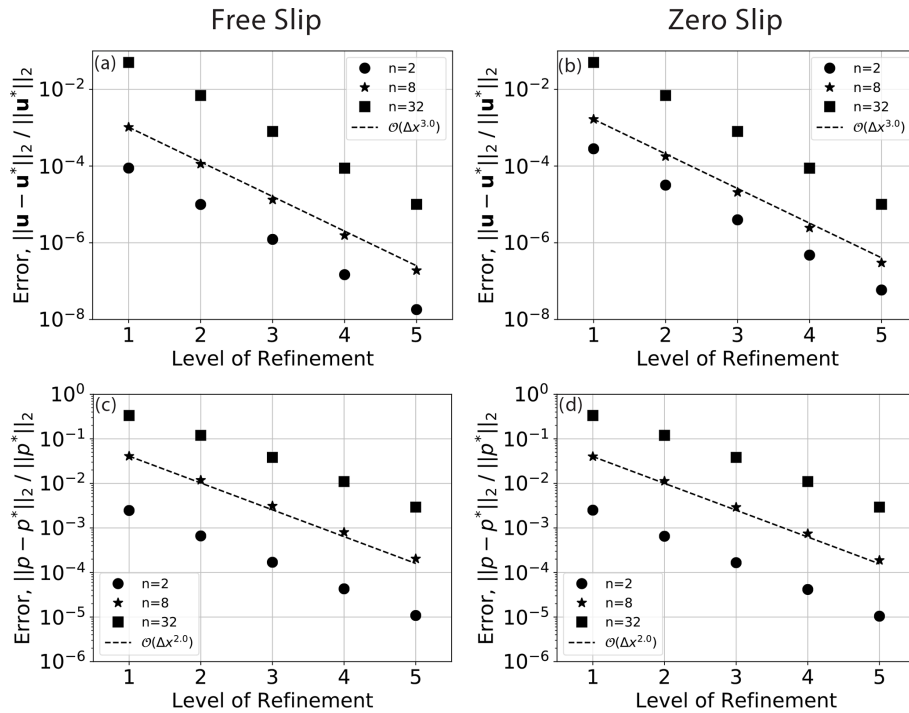 Free Slip
Zero Slip
(a)
n=2
n=8
n=32
𝒪(Δx^3.0)
Error, ||u − u*||₂ / ||u*||₂
10⁻²
10⁻⁴
10⁻⁶
10⁻⁸
1 2 3 4 5
Level of Refinement
(b)
n=2
n=8
n=32
𝒪(Δx^3.0)
Error, ||u − u*||₂ / ||u*||₂
10⁻²
10⁻⁴
10⁻⁶
10⁻⁸
1 2 3 4 5
Level of Refinement
(c)
Error, ||p − p*||₂ / ||p*||₂
10⁰
10⁻¹
10⁻²
10⁻³
10⁻⁴
10⁻⁵
10⁻⁶
n=2
n=8
n=32
𝒪(Δx^2.0)
1 2 3 4 5
Level of Refinement
(d)
Error, ||p − p*||₂ / ||p*||₂
10⁰
10⁻¹
10⁻²
10⁻³
10⁻⁴
10⁻⁵
10⁻⁶
n=2
n=8
n=32
𝒪(Δx^2.0)
1 2 3 4 5
Level of Refinement